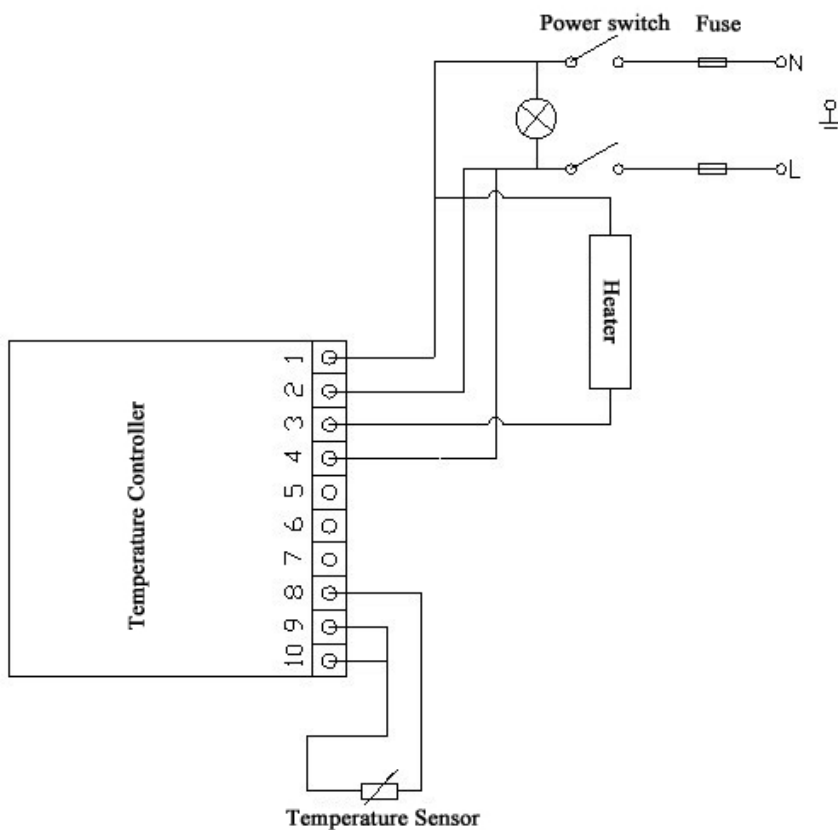 Power switch Fuse
N
L
Heater
Temperature Controller
1
2
3
4
5
6
7
8
9
10
Temperature Sensor